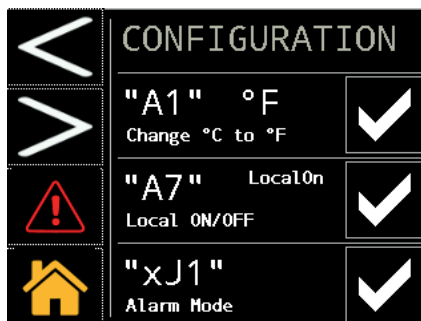 CONFIGURATION
"A1" °F
Change °C to °F
"A7" LocalOn
Local ON/OFF
"xJ1"
Alarm Mode